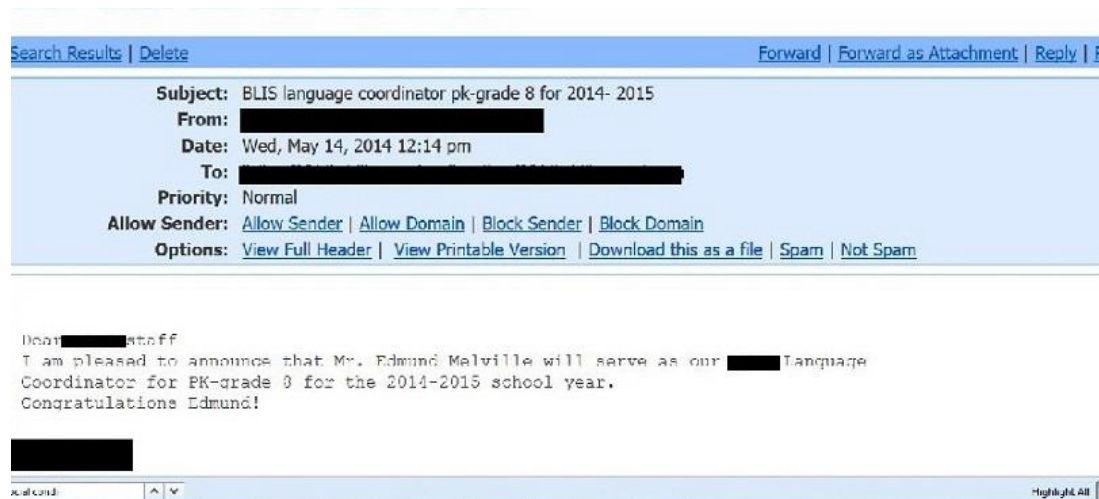 Search Results | Delete
Forward | Forward as Attachment | Reply |
Subject: BLIS language coordinator pk-grade 8 for 2014- 2015
From:
Date: Wed, May 14, 2014 12:14 pm
To:
Priority: Normal
Allow Sender: Allow Sender | Allow Domain | Block Sender | Block Domain
Options: View Full Header | View Printable Version | Download this as a file | Spam | Not Spam
Dear staff
I am pleased to announce that Mr. Edmund Melville will serve as our Language
Coordinator for PK-grade 8 for the 2014-2015 school year.
Congratulations Edmund!
Highlight All